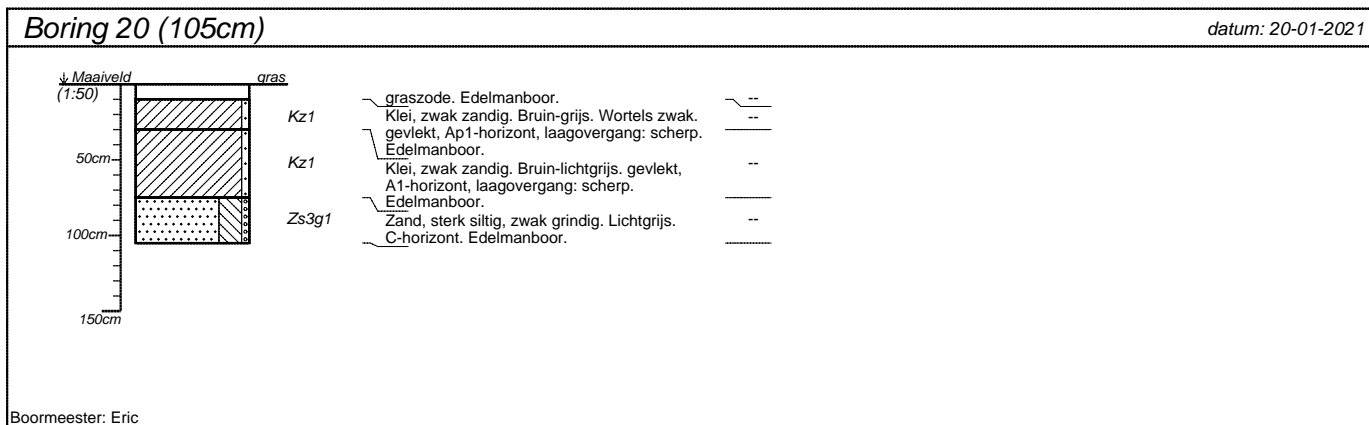 Boring 20 (105cm)
datum: 20-01-2021
Maaiveld
gras
(1:50)
50cm
100cm
150cm
Kz1
Kz1
Zs3g1
graszode. Edelmanboor.
Klei, zwak zandig. Bruin-grijs. Wortels zwak.
gevlekt, Ap1-horizont, laagovergang: scherp.
Edelmanboor.
Klei, zwak zandig. Bruin-lichtgrijs. gevlekt,
A1-horizont, laagovergang: scherp.
Edelmanboor.
Zand, sterk siltig, zwak grindig. Lichtgrijs.
C-horizont. Edelmanboor.
--
--
--
--
Boormeester: Eric